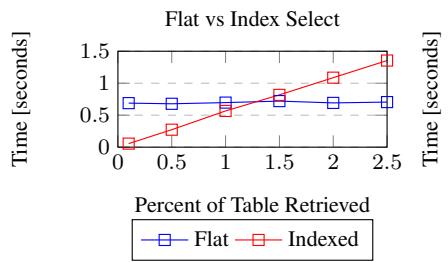 Flat vs Index Select
Time [seconds]
1.5
1
0.5
0
0 0.5 1 1.5 2 2.5
Time [seconds]
Percent of Table Retrieved
Flat Indexed